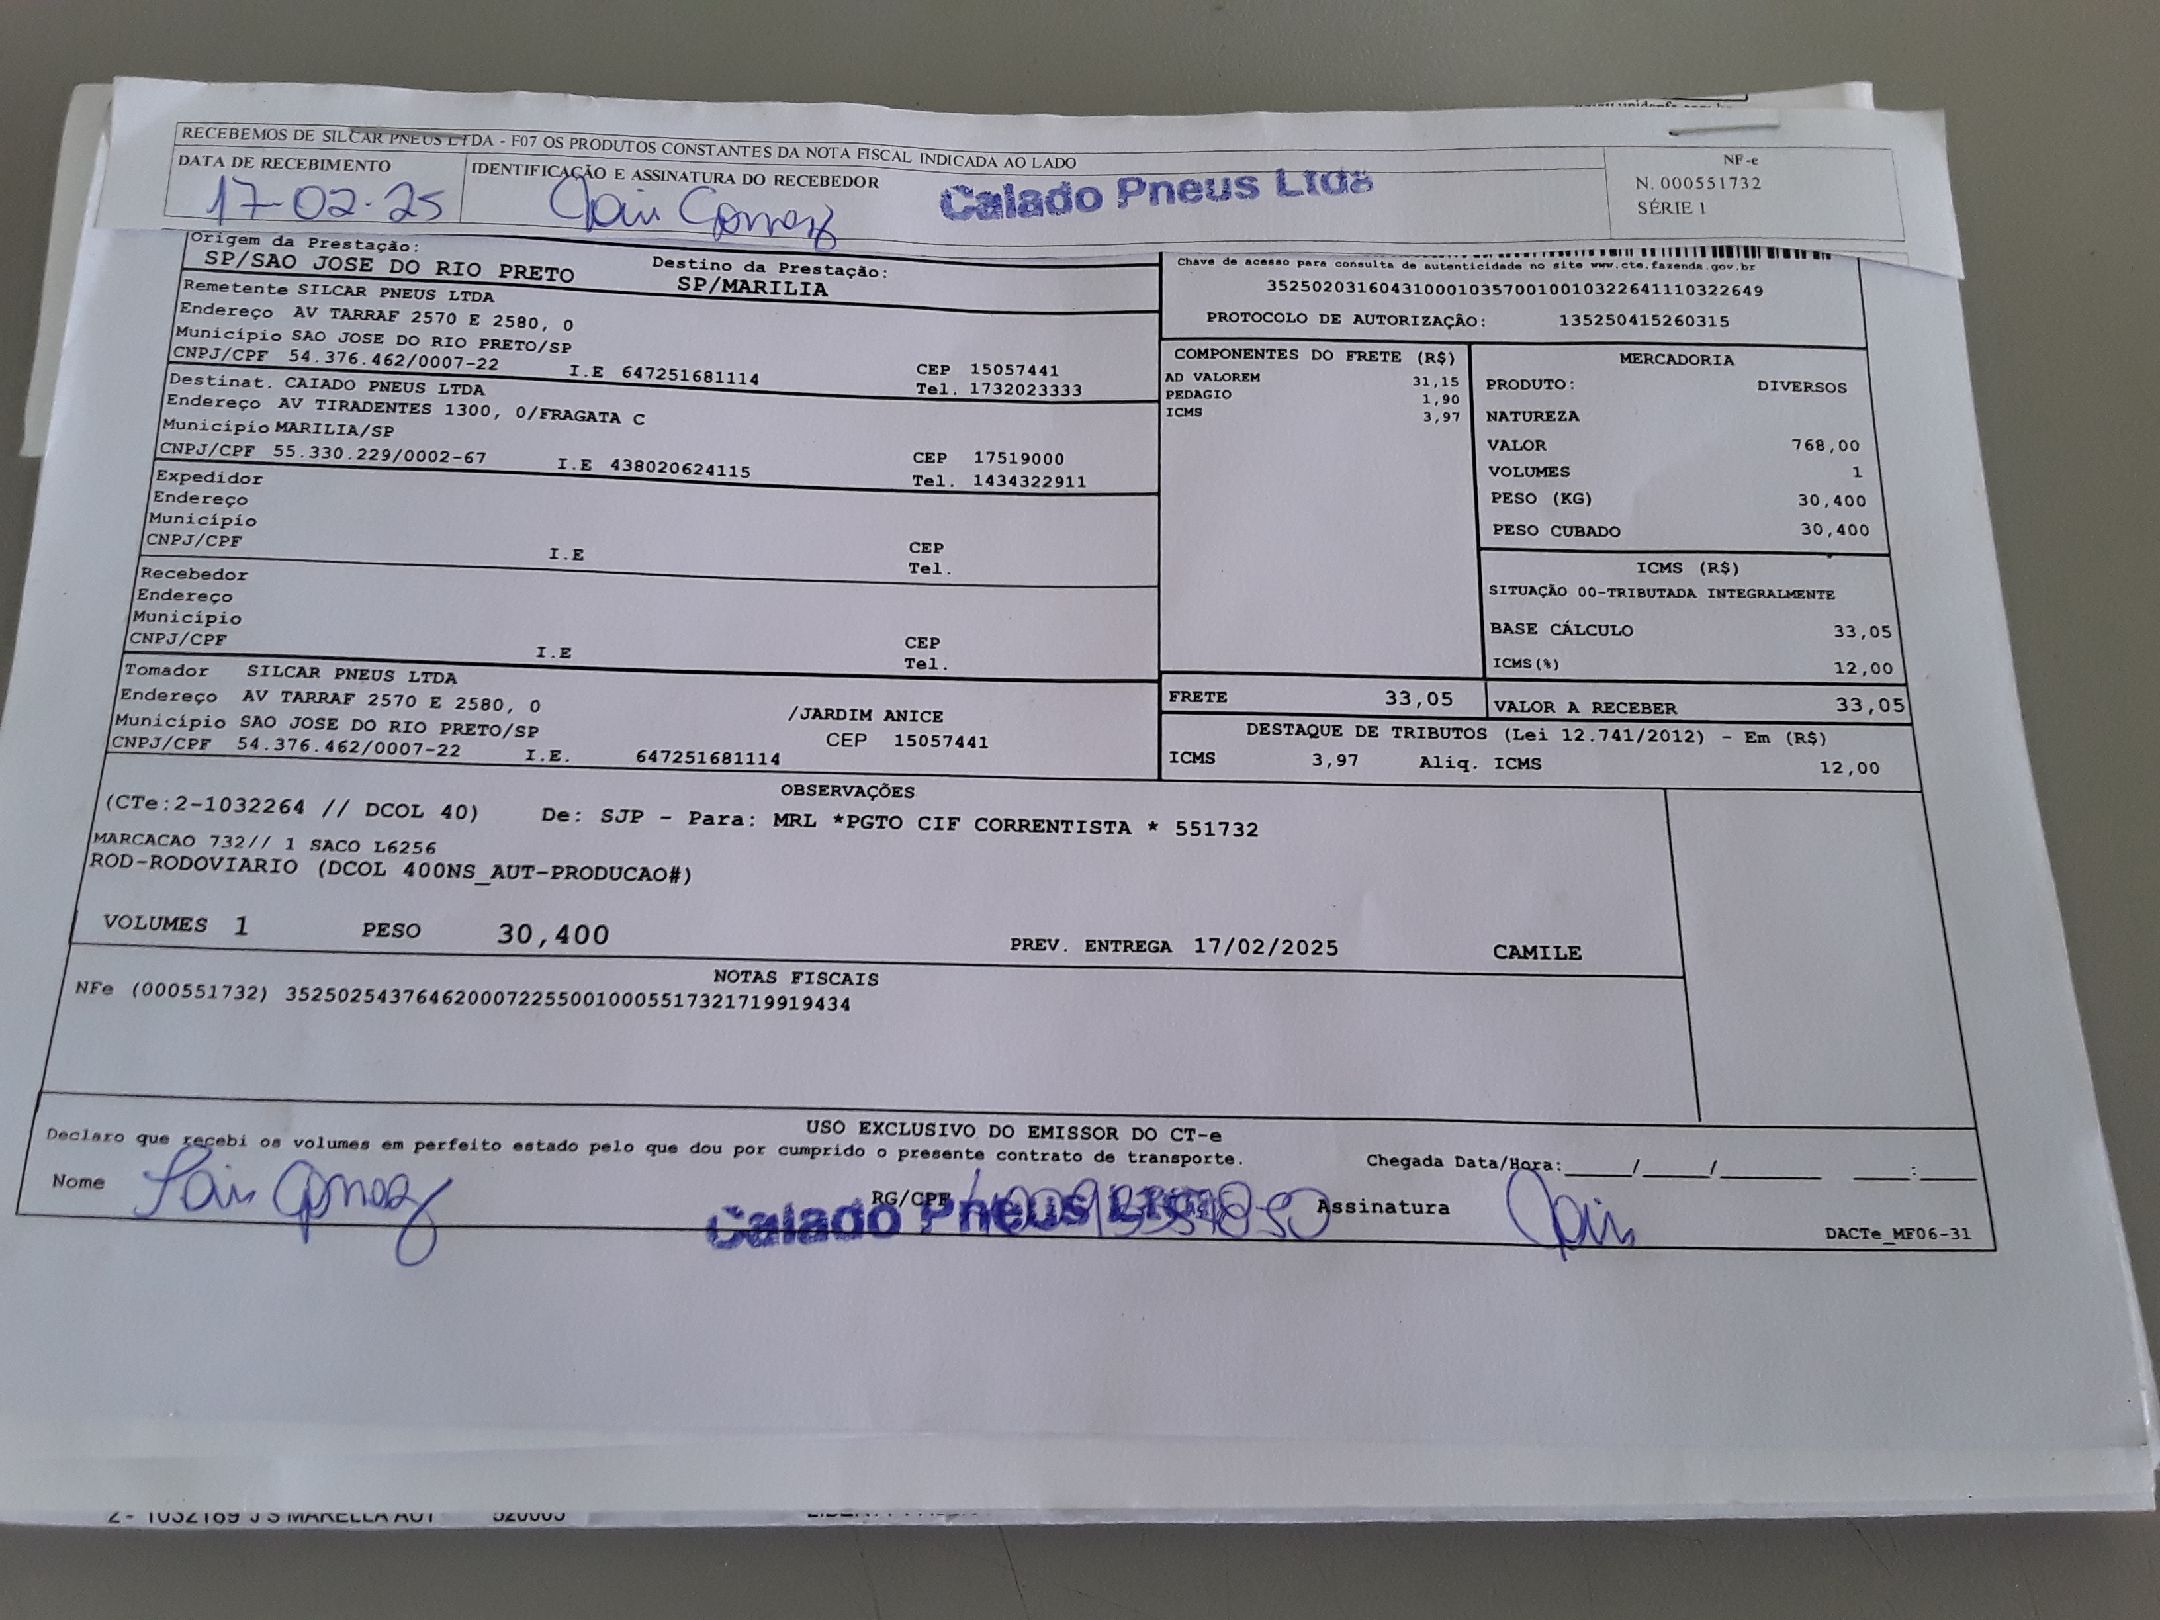 RECEBEMOS DE SILCAR PNEUS LTDA - F07 OS PRODUTOS CONSTANTES DA NOTA FISCAL INDICADA AO LADO
DATA DE RECEBIMENTO
17-02-25
IDENTIFICAÇÃO E ASSINATURA DO RECEBEDOR
Gomez
Caiado Pneus Ltda
NF-e
N. 000551732
SÉRIE 1
Origem da Prestação:
SP/SAO JOSE DO RIO PRETO
Destino da Prestação:
SP/MARILIA
Chave de acesso para consulta de autenticidade no site www.cte.fazenda.gov.br
35250203160431000103570010010322641110322649
PROTOCOLO DE AUTORIZAÇÃO: 135250415260315
Remetente SILCAR PNEUS LTDA
Endereço AV TARRAF 2570 E 2580, 0
Município SAO JOSE DO RIO PRETO/SP
CNPJ/CPF 54.376.462/0007-22 I.E 647251681114
CEP 15057441
Tel. 1732023333
Destinat. CAIADO PNEUS LTDA
Endereço AV TIRADENTES 1300, 0/FRAGATA C
Município MARILIA/SP
CNPJ/CPF 55.330.229/0002-67 I.E 438020624115
CEP 17519000
Tel. 1434322911
Expedidor
Endereço
Município
CNPJ/CPF I.E
CEP
Tel.
Recebedor
Endereço
Município
CNPJ/CPF I.E
CEP
Tel.
Tomador SILCAR PNEUS LTDA
Endereço AV TARRAF 2570 E 2580, 0 /JARDIM ANICE
Município SAO JOSE DO RIO PRETO/SP CEP 15057441
CNPJ/CPF 54.376.462/0007-22 I.E. 647251681114
COMPONENTES DO FRETE (R$)
AD VALOREM 31,15
PEDAGIO 1,90
ICMS 3,97
MERCADORIA
PRODUTO: DIVERSOS
NATUREZA
VALOR 768,00
VOLUMES 1
PESO (KG) 30,400
PESO CUBADO 30,400
ICMS (R$)
SITUAÇÃO 00-TRIBUTADA INTEGRALMENTE
BASE CÁLCULO 33,05
ICMS(%) 12,00
FRETE 33,05
VALOR A RECEBER 33,05
DESTAQUE DE TRIBUTOS (Lei 12.741/2012) - Em (R$)
ICMS 3,97 Aliq. ICMS 12,00
OBSERVAÇÕES
(CTe:2-1032264 // DCOL 40) De: SJP - Para: MRL *PGTO CIF CORRENTISTA * 551732
MARCACAO 732// 1 SACO L6256
ROD-RODOVIARIO (DCOL 400NS_AUT-PRODUCAO#)
VOLUMES 1 PESO 30,400 PREV. ENTREGA 17/02/2025 CAMILE
NOTAS FISCAIS
NFe (000551732) 35250254376462000722550010005517321719919434
USO EXCLUSIVO DO EMISSOR DO CT-e
Declaro que recebi os volumes em perfeito estado pelo que dou por cumprido o presente contrato de transporte.
Chegada Data/Hora:_____/_____/________ ____:____
Nome Gomez RG/CPF Assinatura
Caiado Pneus Ltda
DACTe_MF06-31
2 - 1032189 J S MARELLA AUT